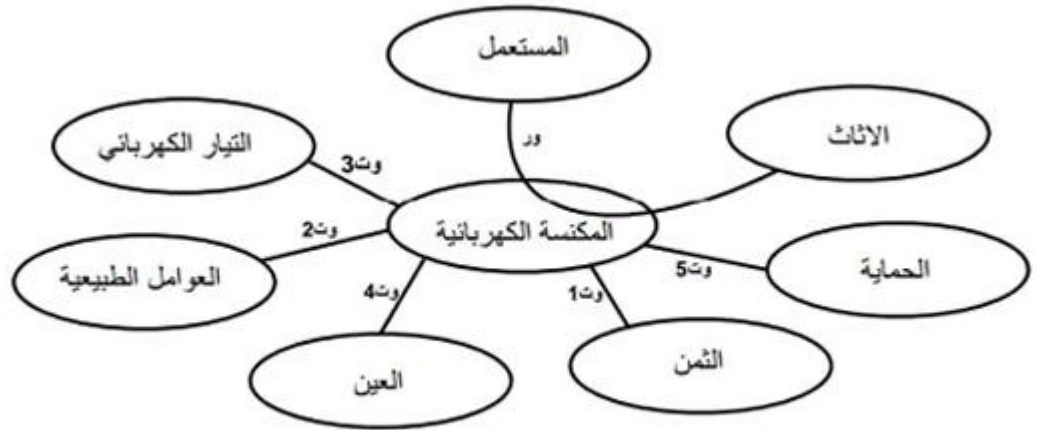 المستعمل
الاثاث
ور
التيار الكهربائي
وت3
المكنسة الكهربائية
وت2
العوامل الطبيعية
الحماية
وت5
وت4
وت1
العين
الثمن